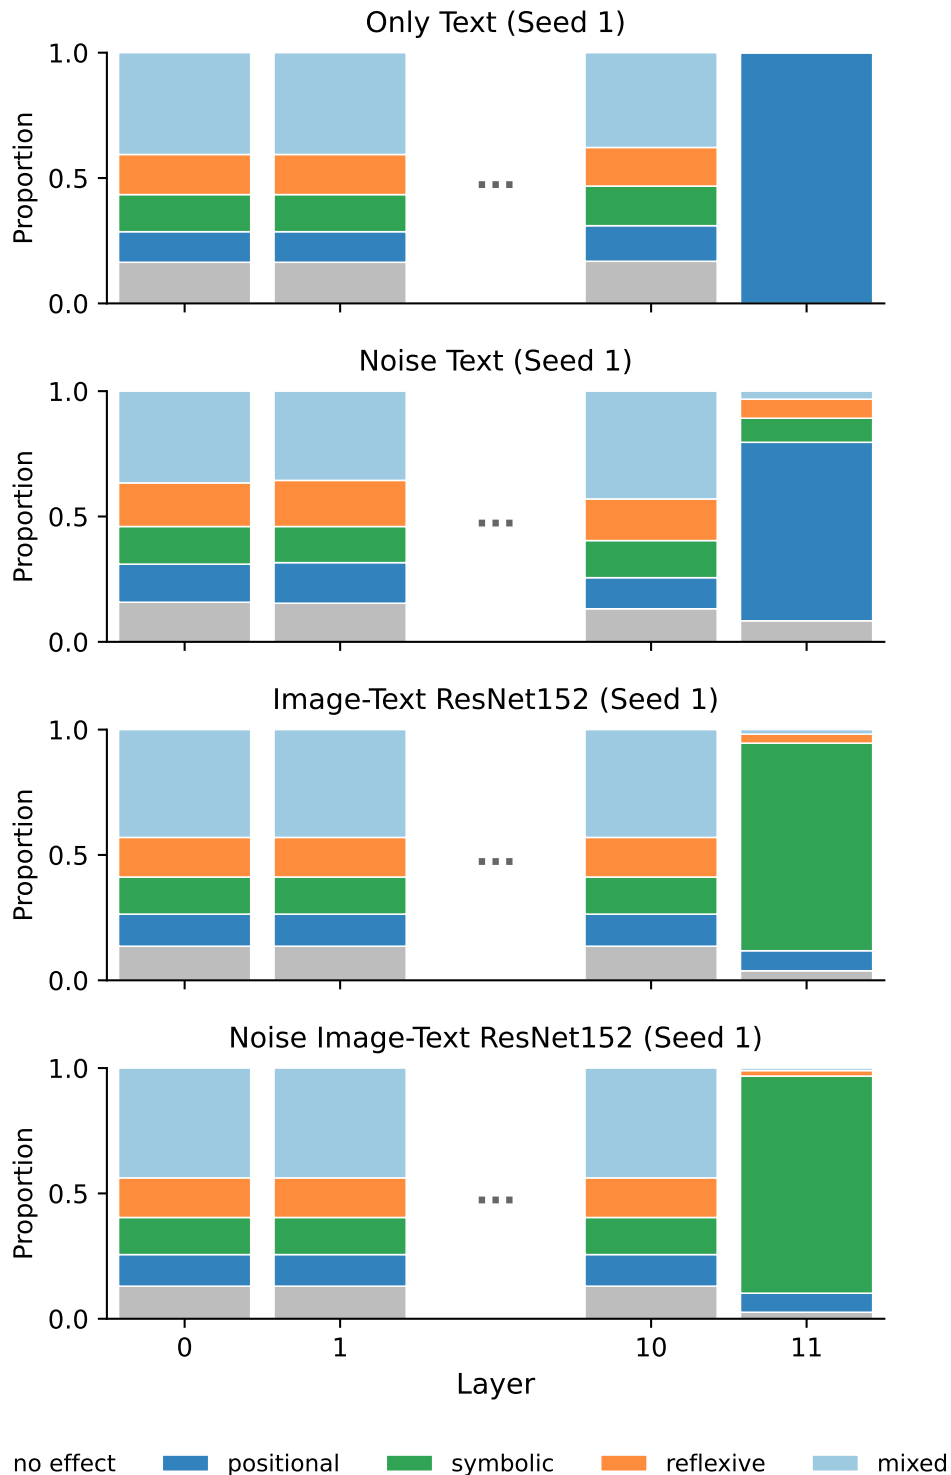 Only Text (Seed 1)
1.0
0.5
0.0
Proportion
...
Noise Text (Seed 1)
1.0
0.5
0.0
Proportion
...
Image-Text ResNet152 (Seed 1)
1.0
0.5
0.0
Proportion
...
Noise Image-Text ResNet152 (Seed 1)
1.0
0.5
0.0
Proportion
...
0 1 10 11
Layer
no effect positional symbolic reflexive mixed